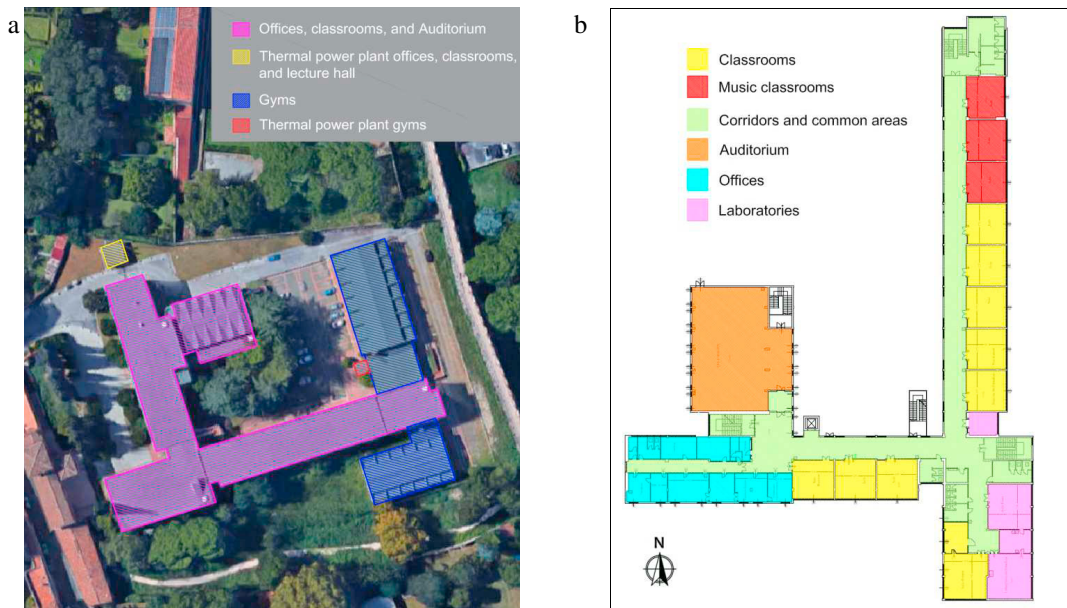 a
Offices, classrooms, and Auditorium
Thermal power plant offices, classrooms,
and lecture hall
Gyms
Thermal power plant gyms
b
Classrooms
Music classrooms
Corridors and common areas
Auditorium
Offices
Laboratories
N